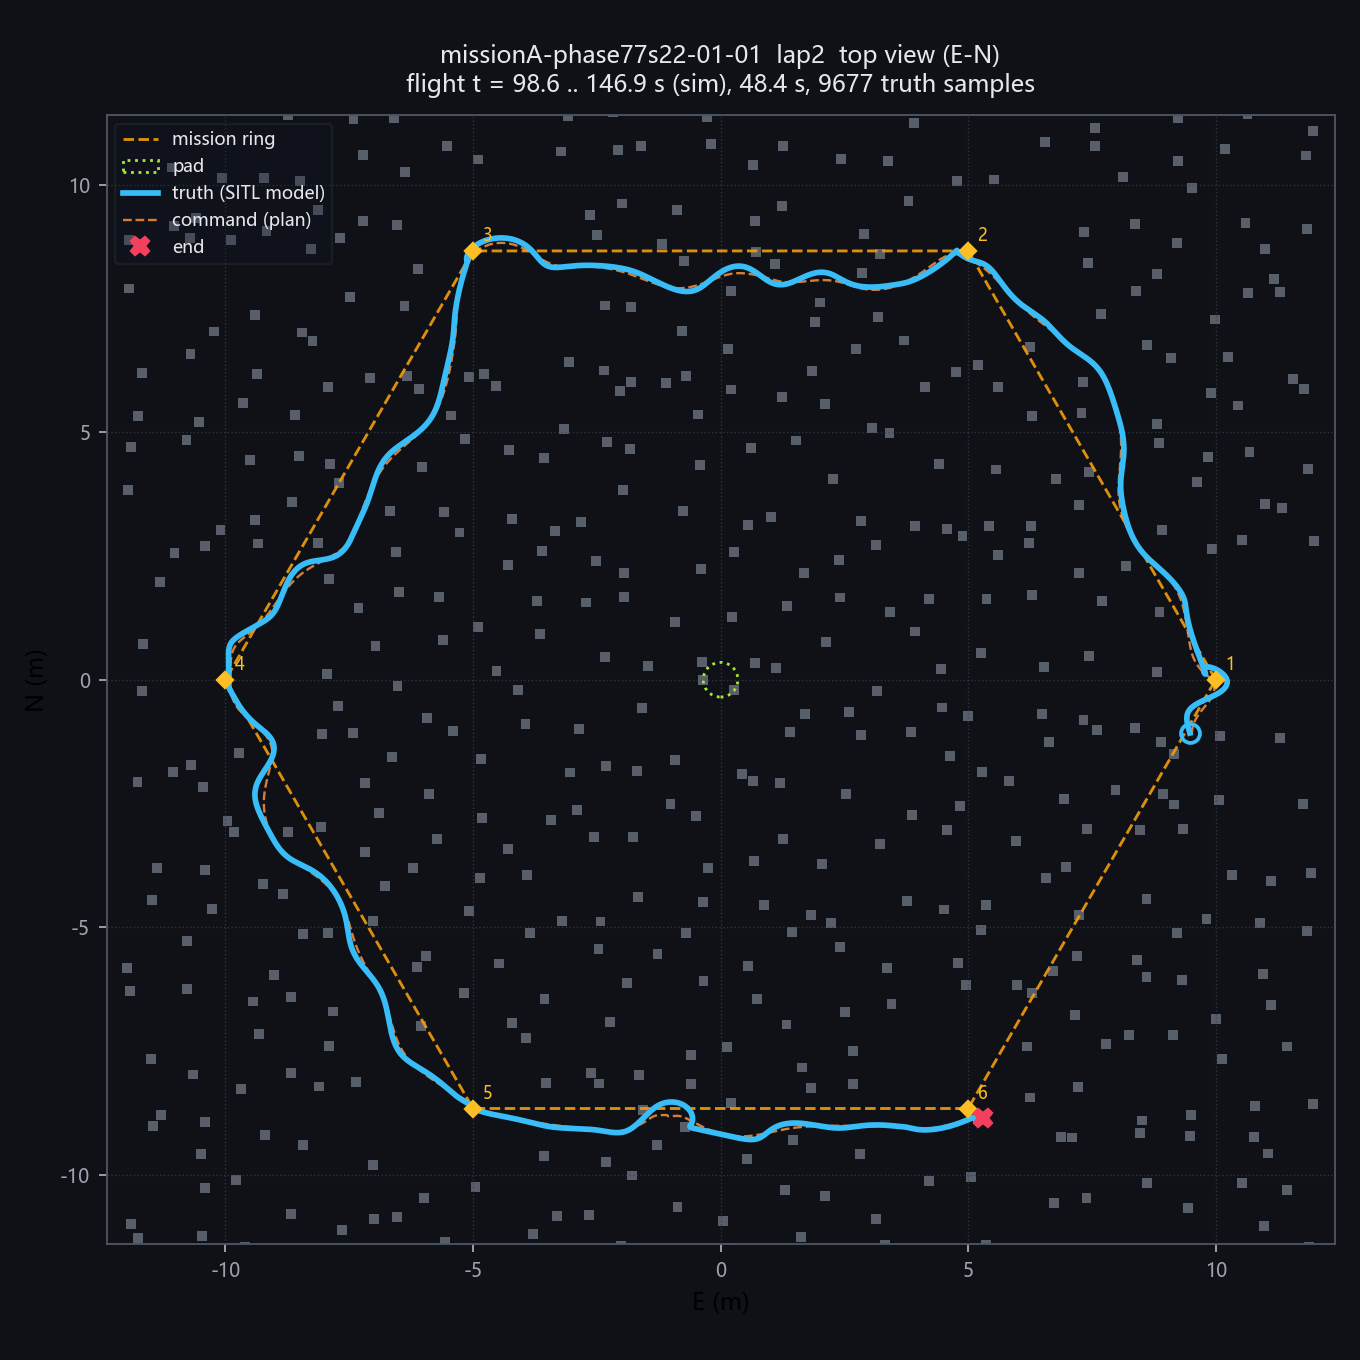 missionA-phase77s22-01-01 lap2 top view (E-N)
flight t = 98.6 .. 146.9 s (sim), 48.4 s, 9677 truth samples
mission ring
pad
truth (SITL model)
command (plan)
end
3
2
10
5
N (m)
0
4
1
-5
5
6
-10
-10
-5
0
5
10
E (m)